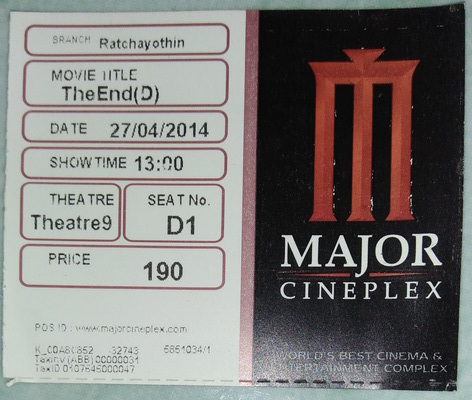 BRANCH Ratchayothin
MOVIE TITLE
TheEnd(D)
DATE 27/04/2014
SHOWTIME 13:00
THEATRE
Theatre9
SEAT No.
D1
PRICE
190
POS ID : www.majorcineplex.com
K_C0A80852 32743 5851034/1
TaxInv(ABB)00000031
TaxID 0107545000047
MAJOR
CINEPLEX
WORLD'S BEST CINEMA &
ENTERTAINMENT COMPLEX